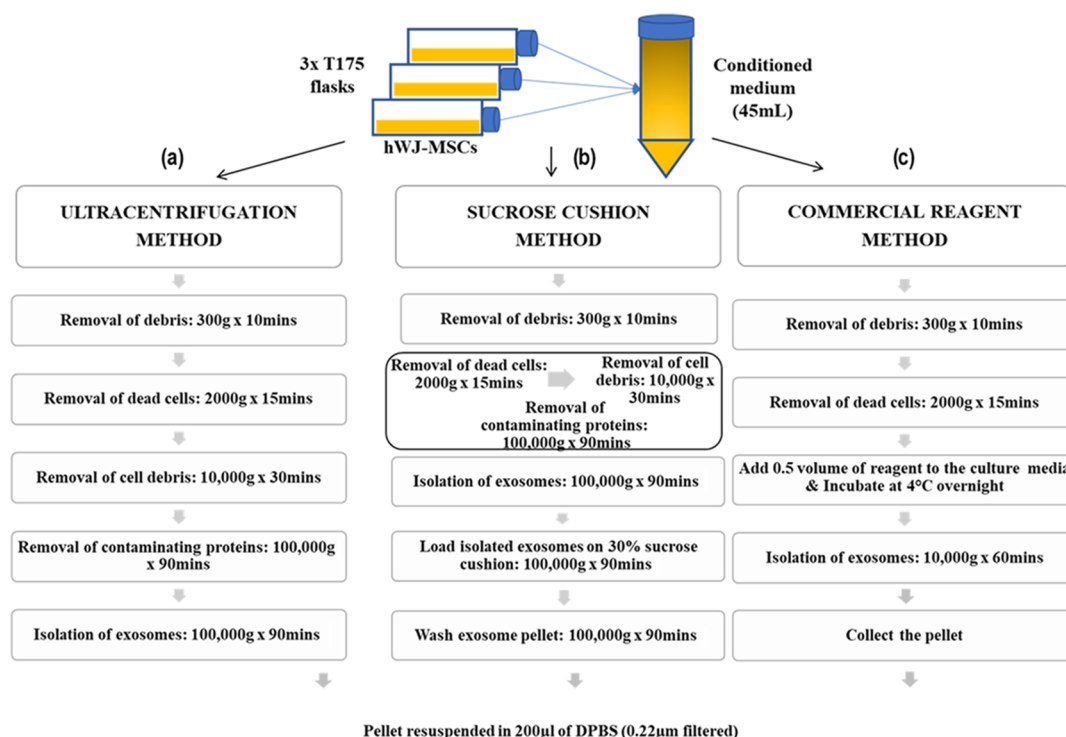 3x T175
flasks
hWJ-MSCs
Conditioned
medium
(45mL)
(a)
(b)
(c)
ULTRACENTRIFUGATION
METHOD
Removal of debris: 300g x 10mins
Removal of dead cells: 2000g x 15mins
Removal of cell debris: 10,000g x 30mins
Removal of contaminating proteins: 100,000g
x 90mins
Isolation of exosomes: 100,000g x 90mins
SUCROSE CUSHION
METHOD
Removal of debris: 300g x 10mins
Removal of dead cells:
2000g x 15mins
Removal of cell
debris: 10,000g x
30mins
Removal of
contaminating proteins:
100,000g x 90mins
Isolation of exosomes: 100,000g x 90mins
Load isolated exosomes on 30% sucrose
cushion: 100,000g x 90mins
Wash exosome pellet: 100,000g x 90mins
COMMERCIAL REAGENT
METHOD
Removal of debris: 300g x 10mins
Removal of dead cells: 2000g x 15mins
Add 0.5 volume of reagent to the culture media
& Incubate at 4°C overnight
Isolation of exosomes: 10,000g x 60mins
Collect the pellet
Pellet resuspended in 200µl of DPBS (0.22µm filtered)